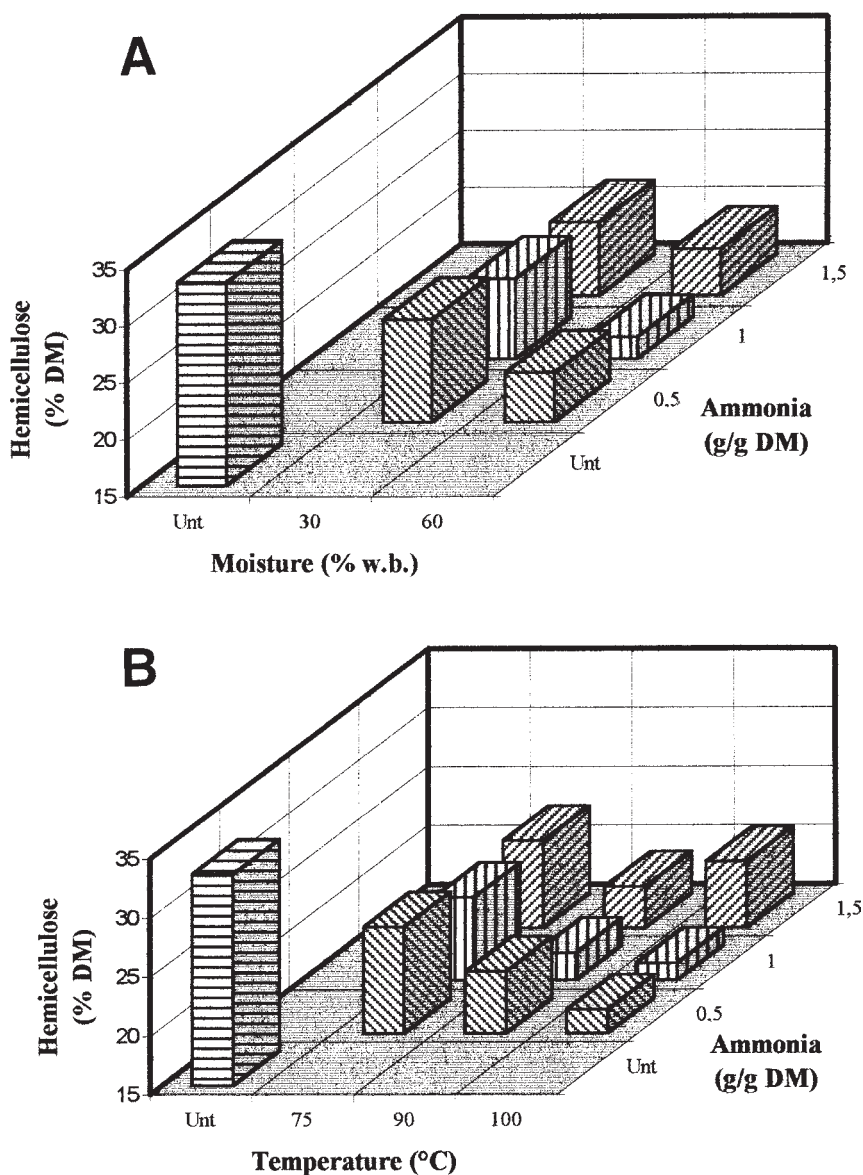 A
35
30
25
20
15
Hemicellulose
(% DM)
Unt
30
60
Moisture (% w.b.)
Unt
0.5
1
1,5
Ammonia
(g/g DM)
B
35
30
25
20
15
Hemicellulose
(% DM)
Unt
75
90
100
Temperature (°C)
Unt
0.5
1
1,5
Ammonia
(g/g DM)